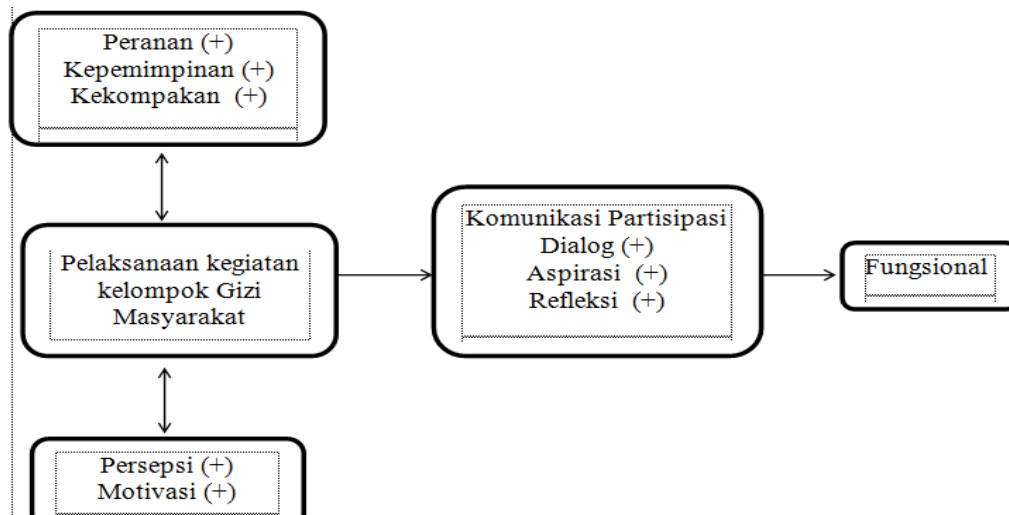 Peranan (+)
Kepemimpinan (+)
Kekompakan (+)
Pelaksanaan kegiatan
kelompok Gizi
Masyarakat
Komunikasi Partisipasi
Dialog (+)
Aspirasi (+)
Refleksi (+)
Fungsional
Persepsi (+)
Motivasi (+)